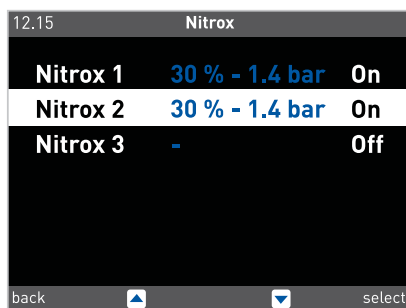 12.15 Nitrox
Nitrox 1 30 % - 1.4 bar On
Nitrox 2 30 % - 1.4 bar On
Nitrox 3 - Off
back select